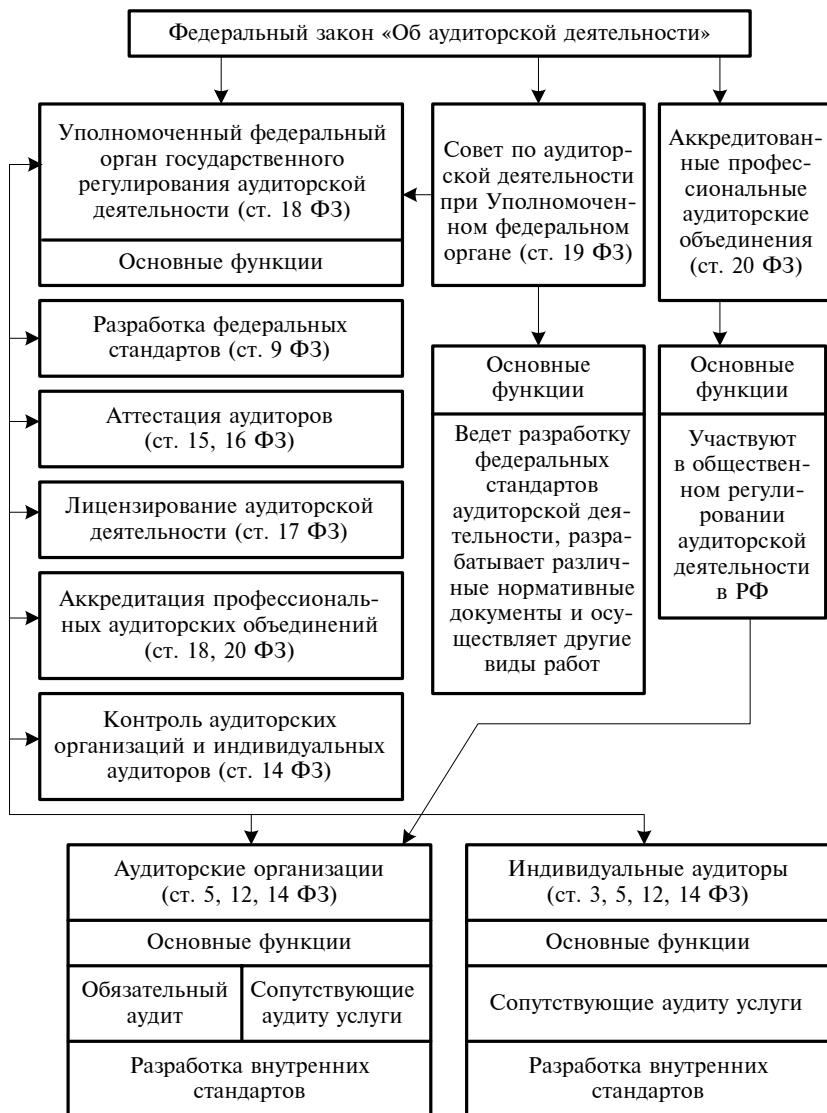 Федеральный закон «Об аудиторской деятельности»
Уполномоченный федеральный
орган государственного
регулирования аудиторской
деятельности (ст. 18 ФЗ)
Основные функции
Разработка федеральных
стандартов (ст. 9 ФЗ)
Аттестация аудиторов
(ст. 15, 16 ФЗ)
Лицензирование аудиторской
деятельности (ст. 17 ФЗ)
Аккредитация профессиональ-
ных аудиторских объединений
(ст. 18, 20 ФЗ)
Контроль аудиторских
организаций и индивидуальных
аудиторов (ст. 14 ФЗ)
Совет по аудитор-
ской деятельности
при Уполномочен-
ном федеральном
органе (ст. 19 ФЗ)
Основные
функции
Ведет разработку
федеральных
стандартов
аудиторской дея-
тельности, разра-
батывает различ-
ные нормативные
документы и осу-
ществляет другие
виды работ
Аккредитован-
ные профес-
сиональные
аудиторские
объединения
(ст. 20 ФЗ)
Основные
функции
Участвуют
в обществен-
ном регули-
ровании
аудиторской
деятельности
в РФ
Аудиторские организации
(ст. 5, 12, 14 ФЗ)
Основные функции
Обязательный
аудит
Сопутствующие
аудиту услуги
Разработка внутренних
стандартов
Индивидуальные аудиторы
(ст. 3, 5, 12, 14 ФЗ)
Основные функции
Сопутствующие аудиту услуги
Разработка внутренних
стандартов